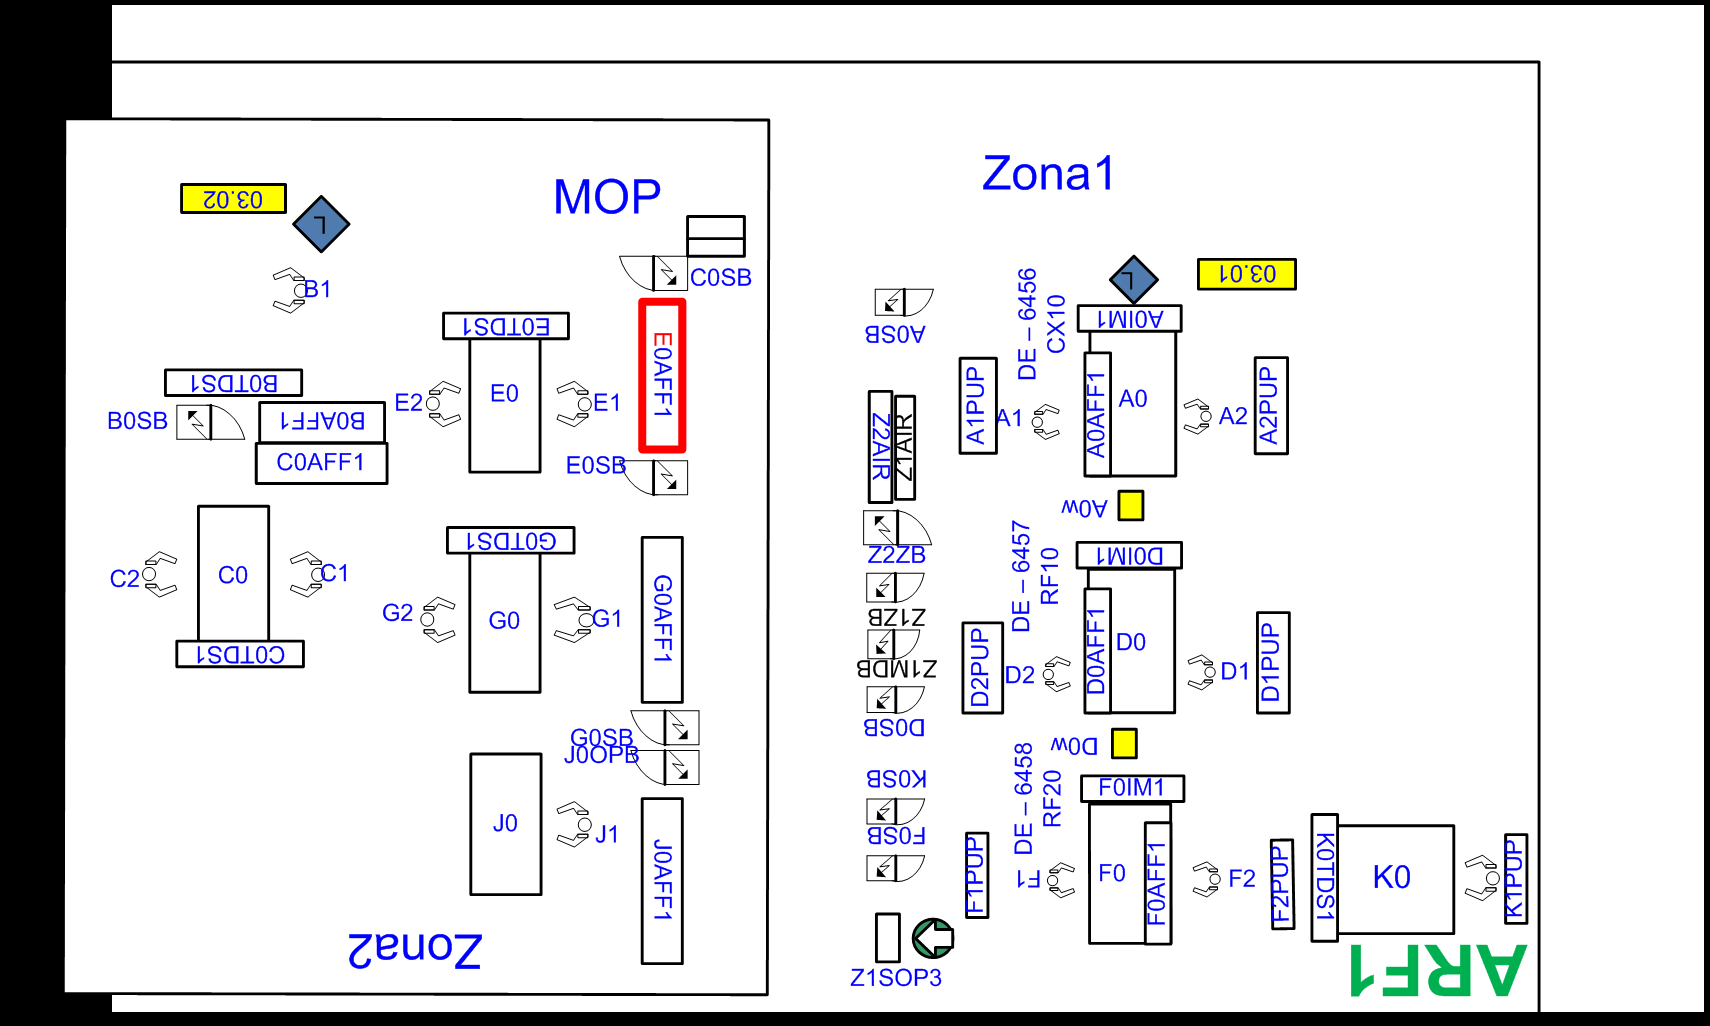 Zona1
MOP
03.02
L
B1
C0SB
E0TDS1
E0AFF1
E2
E0
E1
E0SB
B0TDS1
B0SB
B0AFF1
C0AFF1
C2
C0
C1
C0TDS1
G0TDS1
G2
G0
G1
G0AFF1
G0SB
J0OPB
J0
J1
J0AFF1
Zona2
A0SB
Z2AIR
Z1AIR
Z2ZB
Z1ZB
Z1MDB
D0SB
K0SB
F0SB
Z1SOP3
DE – 6456
CX10
L
03.01
A0IM1
A1PUP
A1
A0AFF1
A0
A2
A2PUP
A0w
DE – 6457
RF10
D0IM1
D2PUP
D2
D0AFF1
D0
D1
D1PUP
D0w
DE – 6458
RF20
F0IM1
F1PUP
F1
F0
F0AFF1
F2
F2PUP
K0TDS1
K0
K1PUP
ARF1